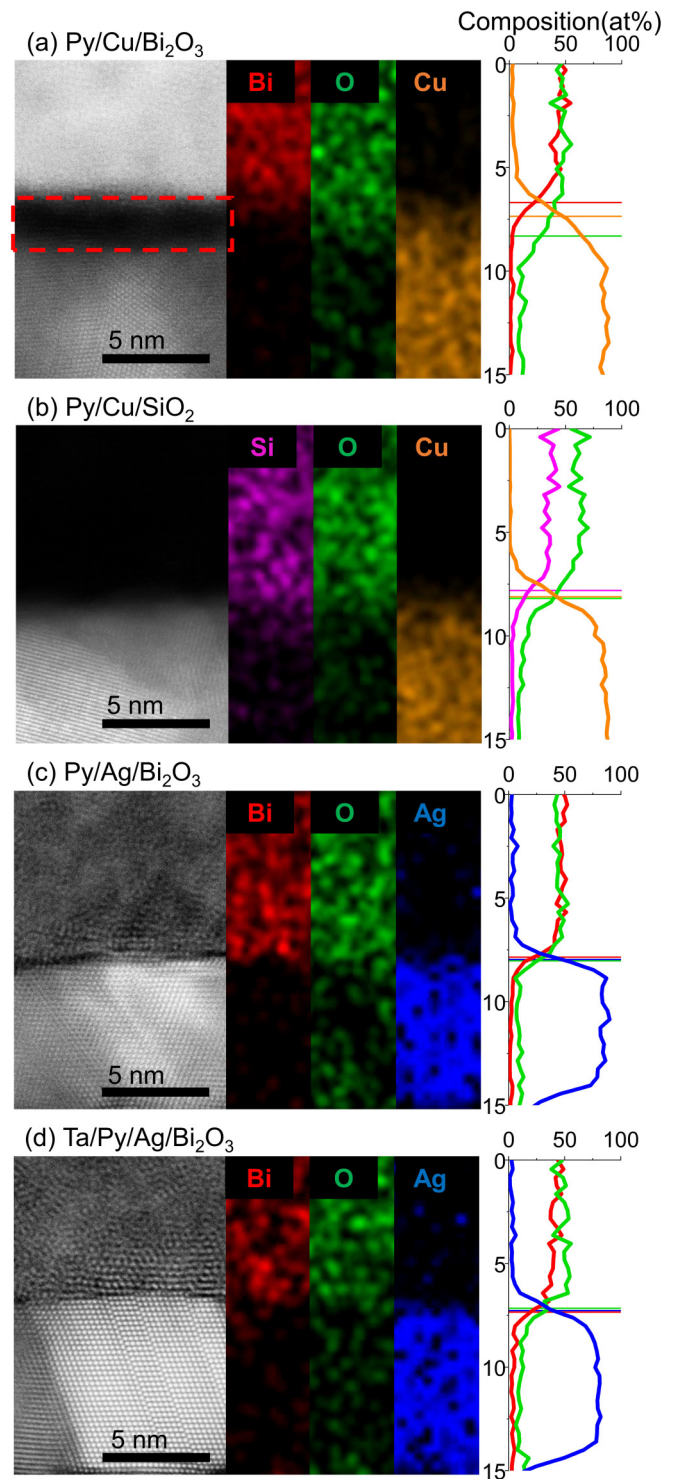 Composition(at%)
(a) Py/Cu/Bi₂O₃
0 50 100
Bi O Cu
0
5
10
15
5 nm
(b) Py/Cu/SiO₂
0 50 100
Si O Cu
0
5
10
15
5 nm
(c) Py/Ag/Bi₂O₃
0 50 100
Bi O Ag
0
5
10
15
5 nm
(d) Ta/Py/Ag/Bi₂O₃
0 50 100
Bi O Ag
0
5
10
15
5 nm